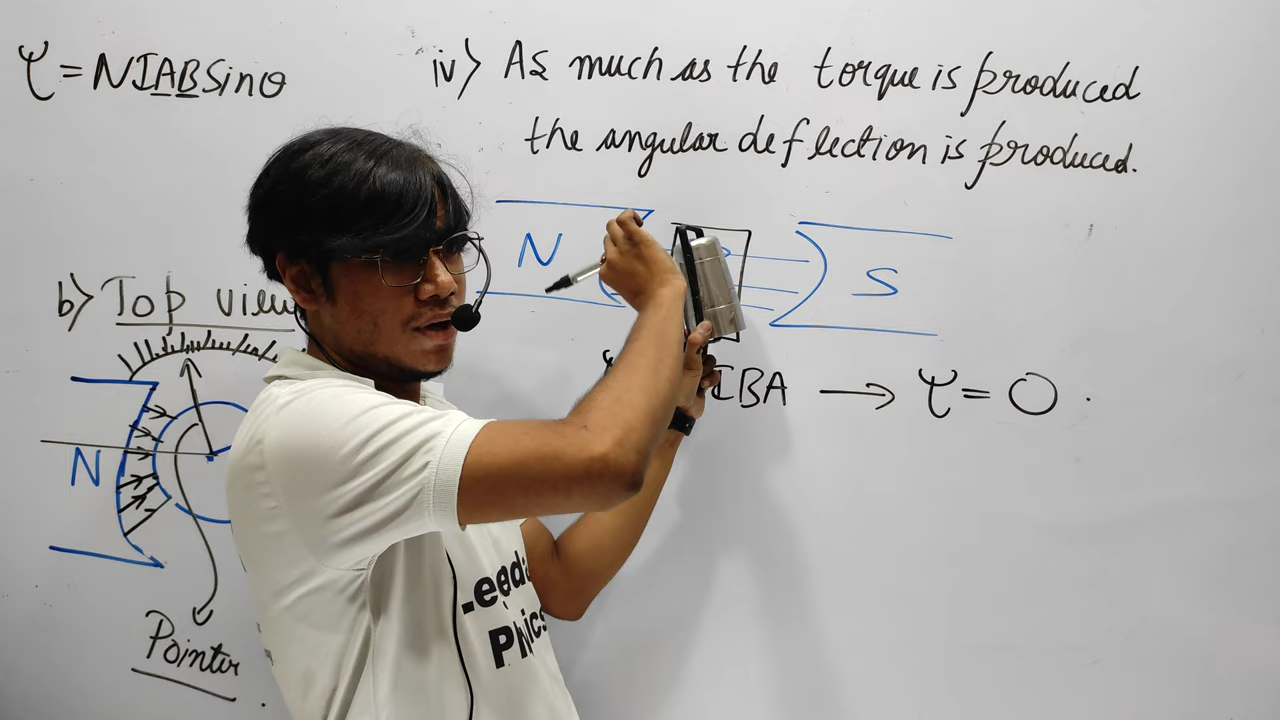 τ = NIABSinθ
iv) As much as the torque is produced
the angular deflection is produced.
N
S
b) Top view
IBA → τ = 0.
N
Pointer
Physics